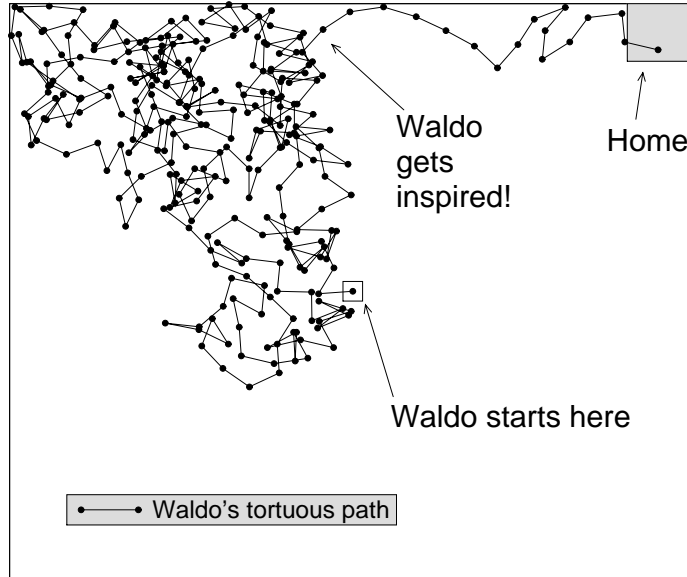 Waldo
gets
inspired!
Home
Waldo starts here
Waldo's tortuous path